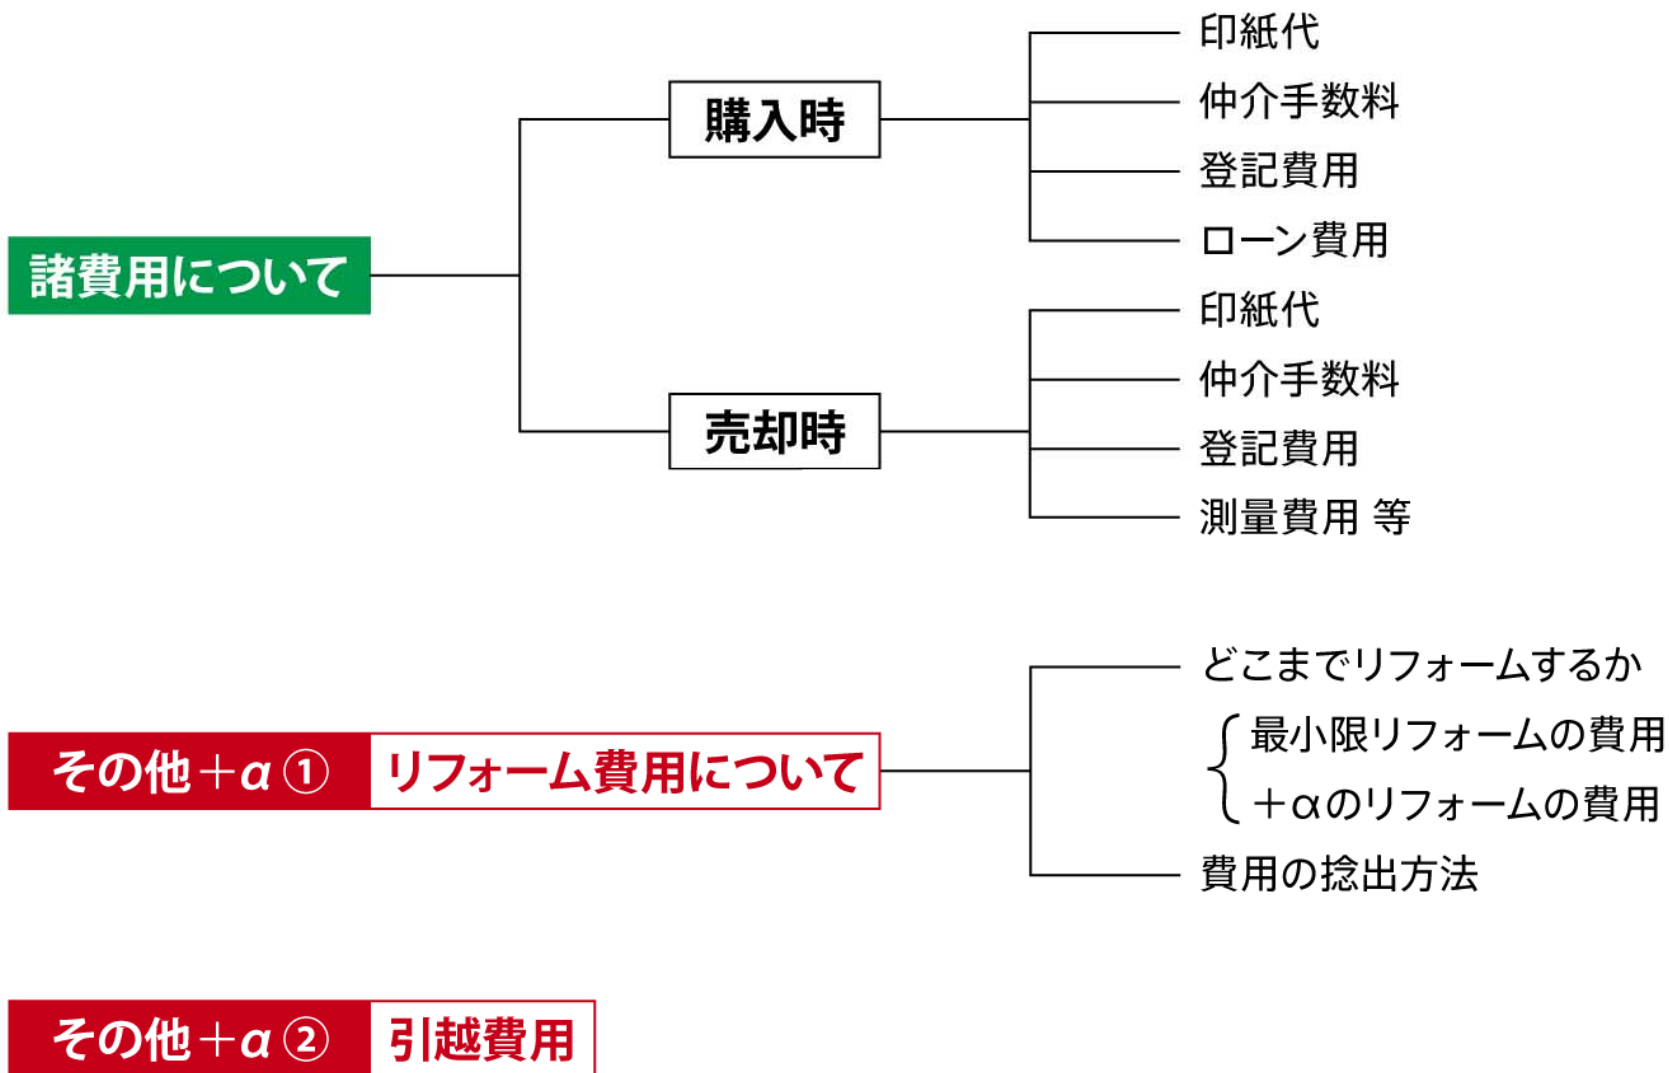 諸費用について
購入時
印紙代
仲介手数料
登記費用
ローン費用
売却時
印紙代
仲介手数料
登記費用
測量費用 等
その他+α① リフォーム費用について
どこまでリフォームするか
最小限リフォームの費用
+αのリフォームの費用
費用の捻出方法
その他+α② 引越費用